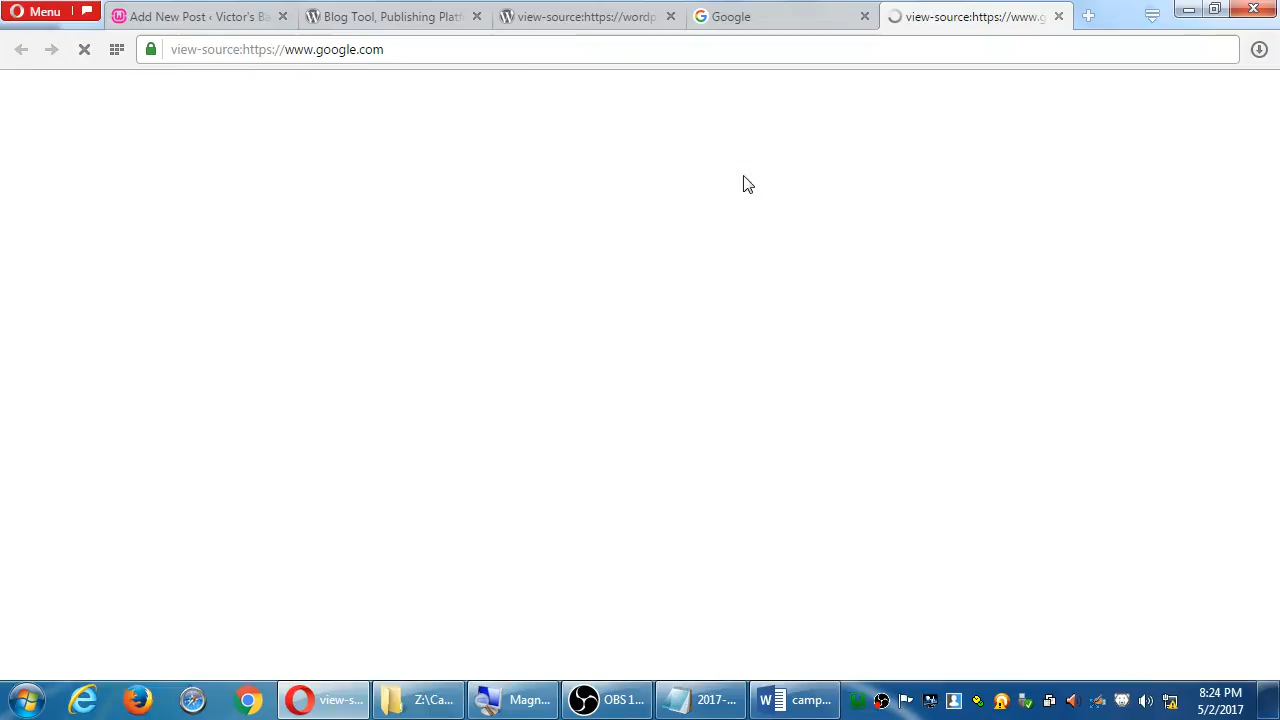 Menu
Add New Post ‹ Victor's Ba
Blog Tool, Publishing Platf
view-source:https://wordp
Google
view-source:https://www.g
view-source:https://www.google.com
view-s...
Z:\Ca...
Magn...
OBS 1...
2017-...
camp...
8:24 PM
5/2/2017